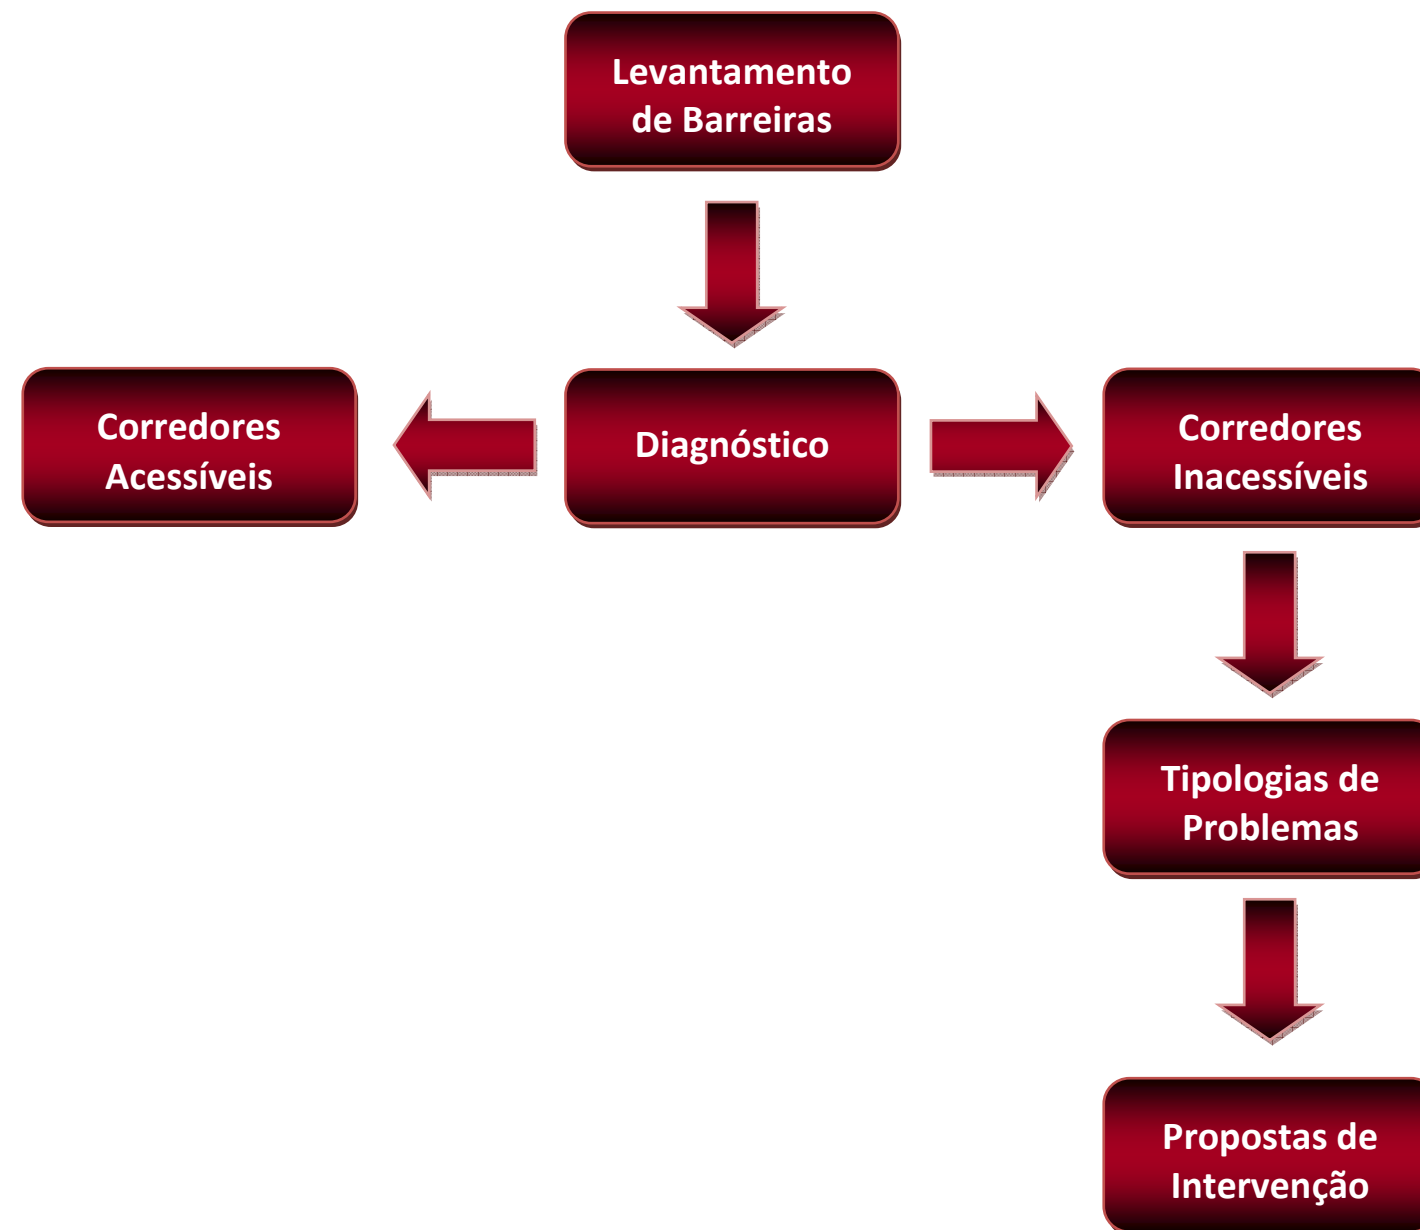 Levantamento
de Barreiras
Corredores
Acessíveis
Diagnóstico
Corredores
Inacessíveis
Tipologias de
Problemas
Propostas de
Intervenção